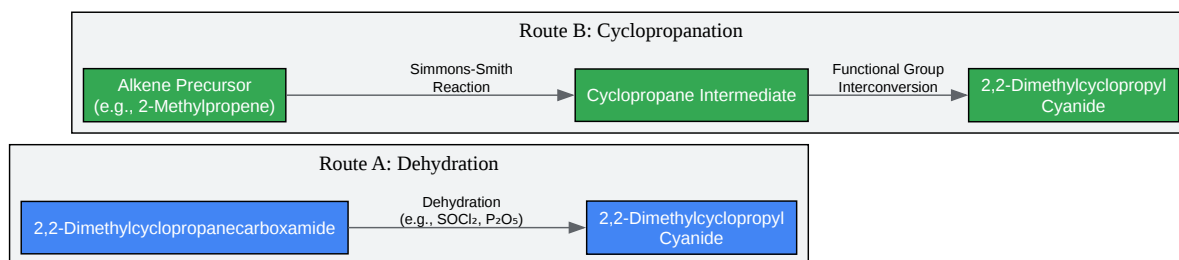 Route B: Cyclopropanation
Alkene Precursor
(e.g., 2-Methylpropene)
Simmons-Smith
Reaction
Cyclopropane Intermediate
Functional Group
Interconversion
2,2-Dimethylcyclopropyl
Cyanide
Route A: Dehydration
2,2-Dimethylcyclopropanecarboxamide
Dehydration
(e.g., SOCl₂, P₂O₅)
2,2-Dimethylcyclopropyl
Cyanide